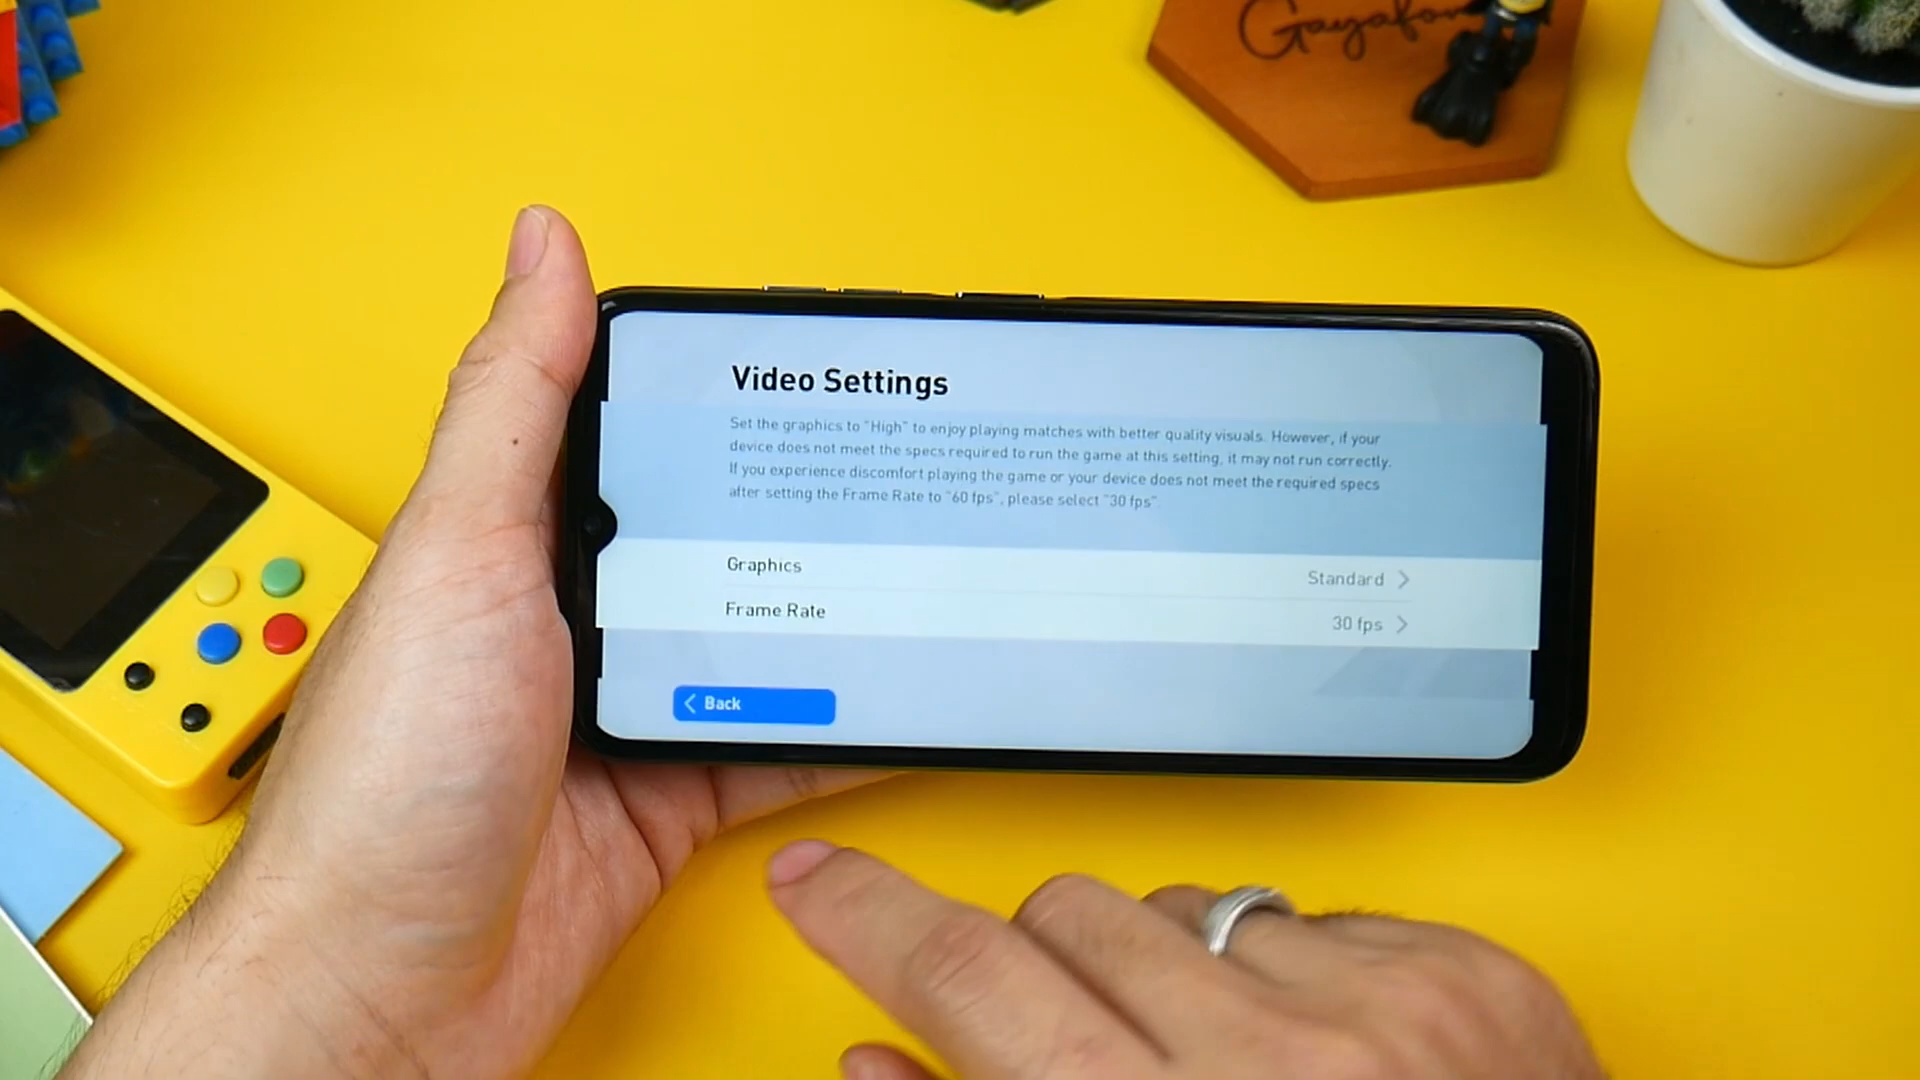 Video Settings
Set the graphics to "High" to enjoy playing matches with better quality visuals. However, if your
device does not meet the specs required to run the game at this setting, it may not run correctly.
If you experience discomfort playing the game or your device does not meet the required specs
after setting the Frame Rate to "60 fps", please select "30 fps".
Graphics
Standard
Frame Rate
30 fps
Back